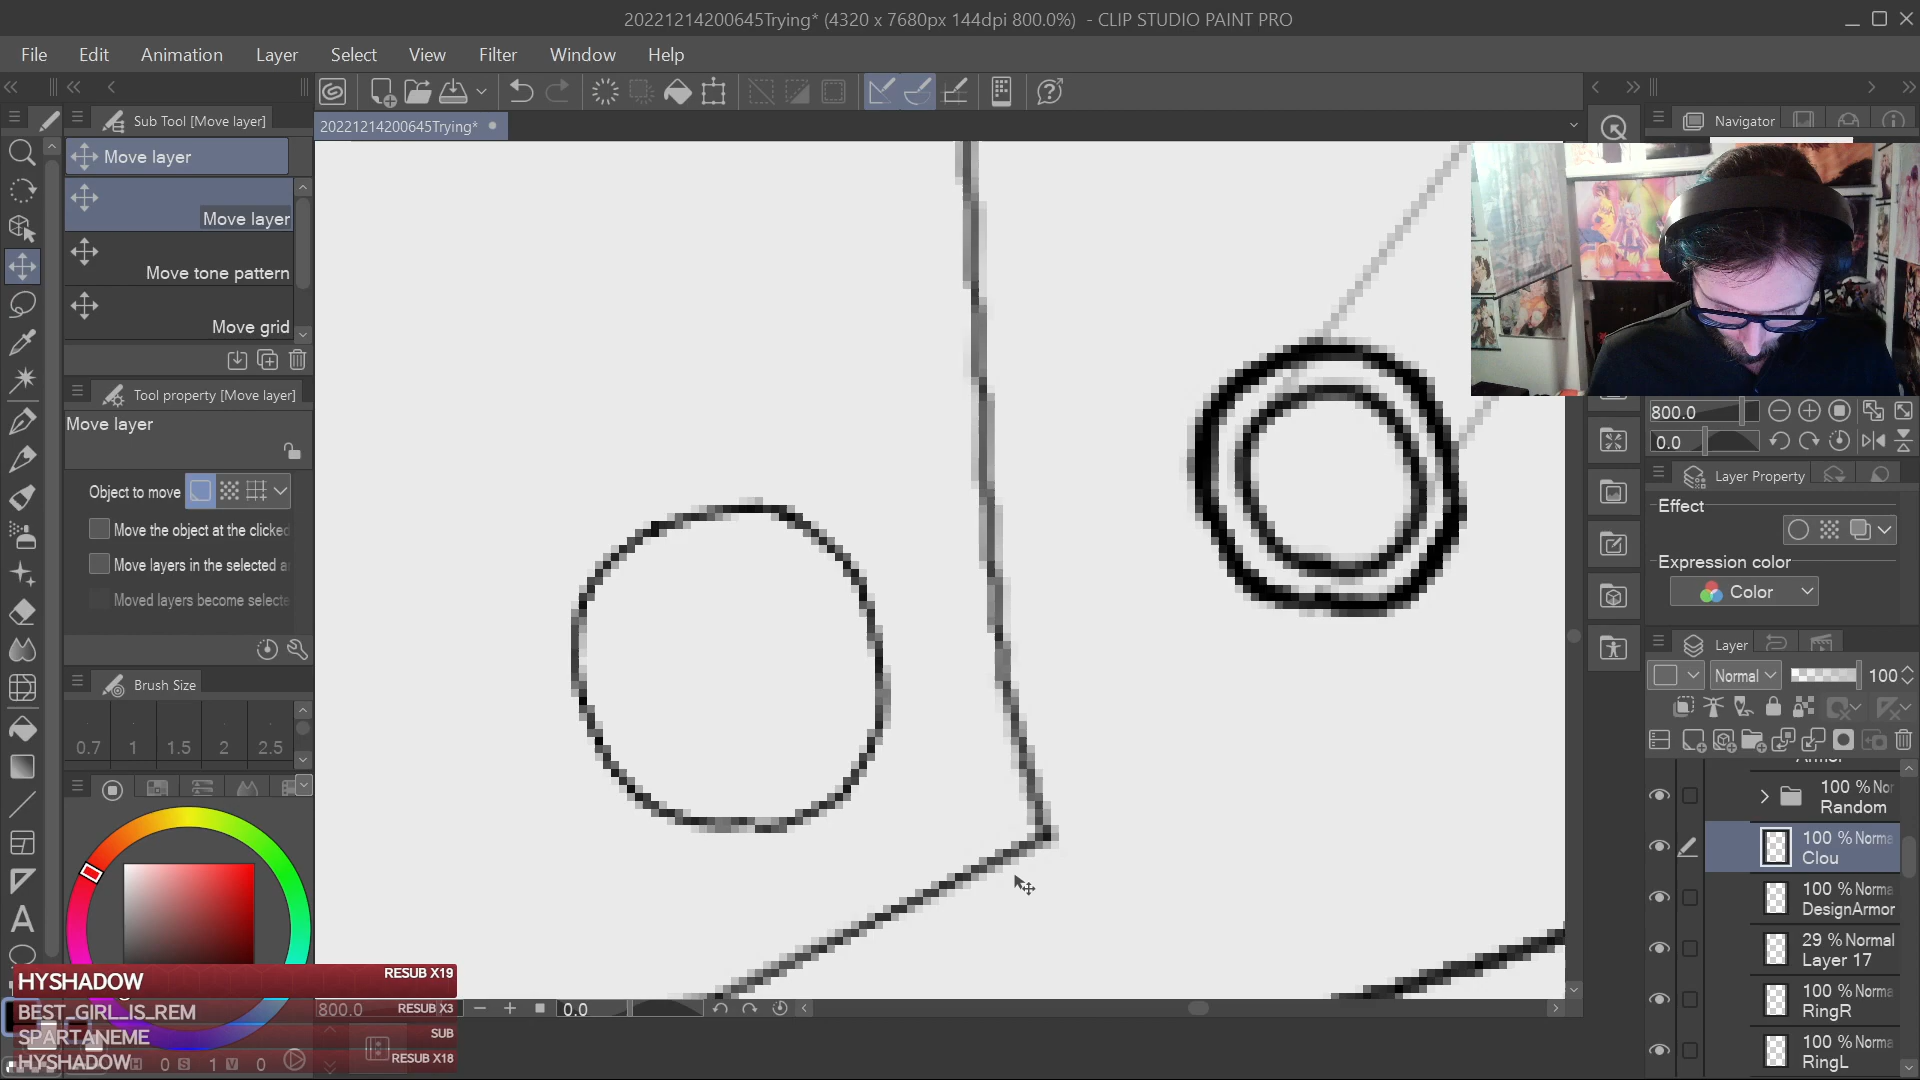 20221214200645Trying* (4320 x 7680px 144dpi 800.0%) - CLIP STUDIO PAINT PRO
File Edit Animation Layer Select View Filter Window Help
Sub Tool [Move layer]
20221214200645Trying*
Navigator
Move layer
Move layer
Move tone pattern
Move grid
Tool property [Move layer]
Move layer
Object to move
Move the object at the clicked
Move layers in the selected a
Moved layers become selecte
Brush Size
0.7 1 1.5 2 2.5
800.0
0.0
Layer Property
Effect
Expression color
Color
Layer
Normal 100
100 % Nor
Random
100 % Norma
Clou
100 % Norma
DesignArmor
29 % Normal
Layer 17
100 % Norma
RingR
100 % Norma
RingL
HYSHADOW RESUB X19
BEST_GIRL_IS_REM RESUB X3
SPARTANEME SUB
HYSHADOW RESUB X18
800.0 0.0
H 0 S 1 V 0